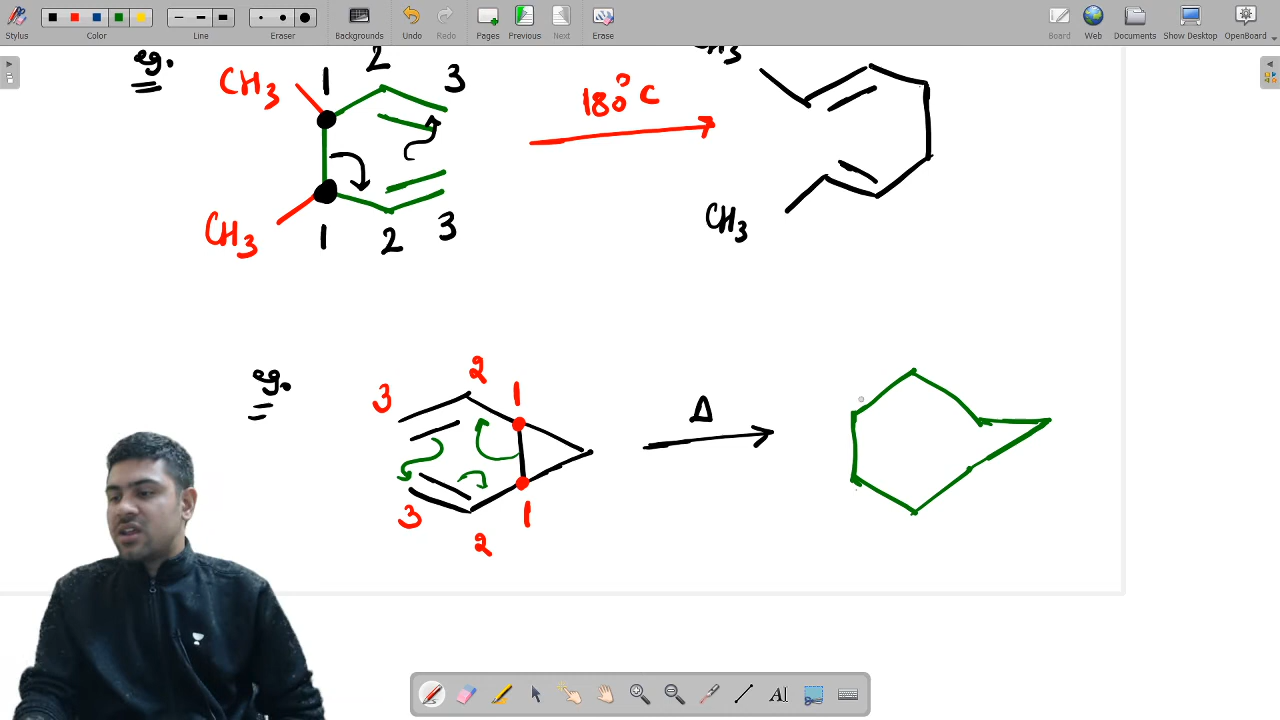 Stylus
Color
Line
Eraser
Backgrounds
Undo
Redo
Pages
Previous
Next
Erase
Board
Web
Documents
Show Desktop
OpenBoard
eg.
CH3
1
2
3
180°C
CH3
CH3
1
2
3
CH3
eg.
3
2
1
Δ
3
2
1